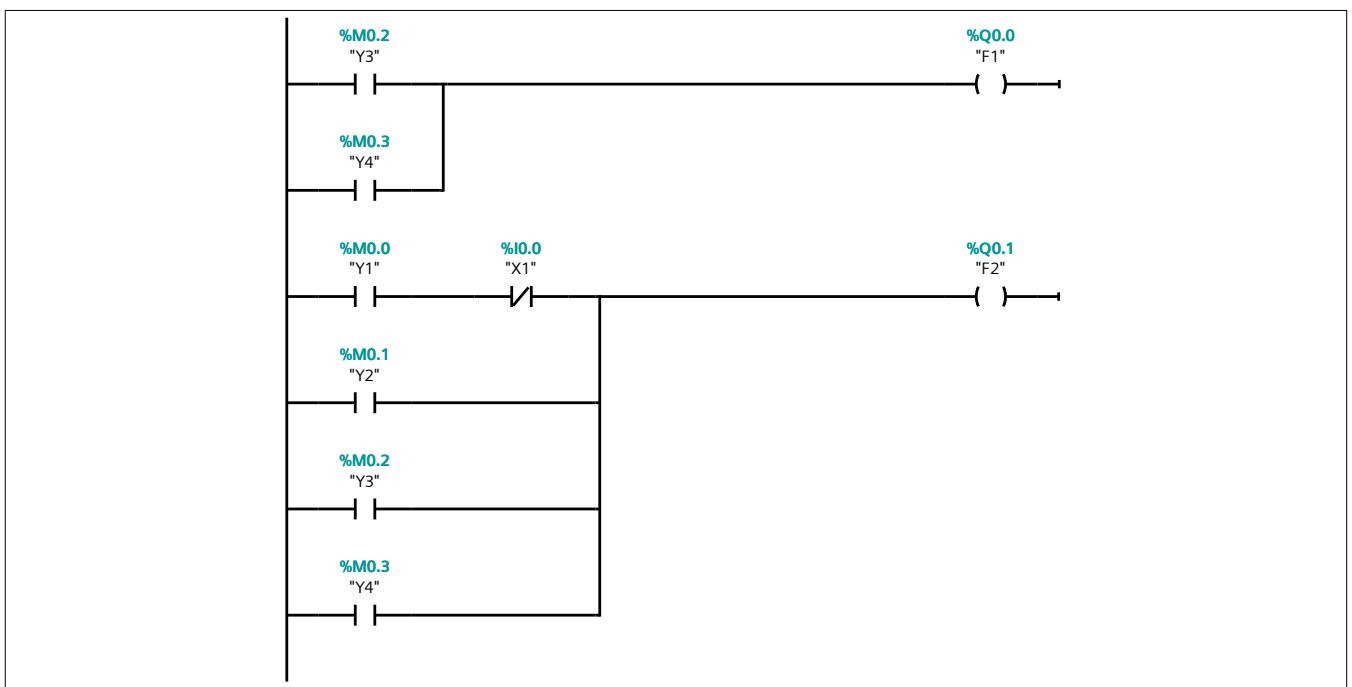 %M0.2 %Q0.0
"Y3" "F1"
%M0.3
"Y4"
%M0.0 %I0.0 %Q0.1
"Y1" "X1" "F2"
%M0.1
"Y2"
%M0.2
"Y3"
%M0.3
"Y4"